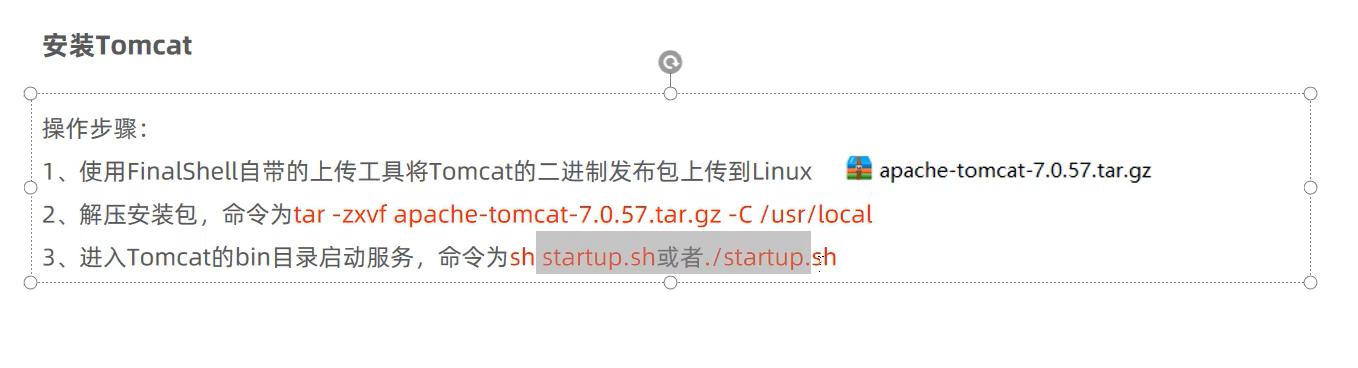 安装Tomcat
操作步骤：
1、使用FinalShell自带的上传工具将Tomcat的二进制发布包上传到Linux apache-tomcat-7.0.57.tar.gz
2、解压安装包，命令为tar -zxvf apache-tomcat-7.0.57.tar.gz -C /usr/local
3、进入Tomcat的bin目录启动服务，命令为sh startup.sh或者./startup.sh